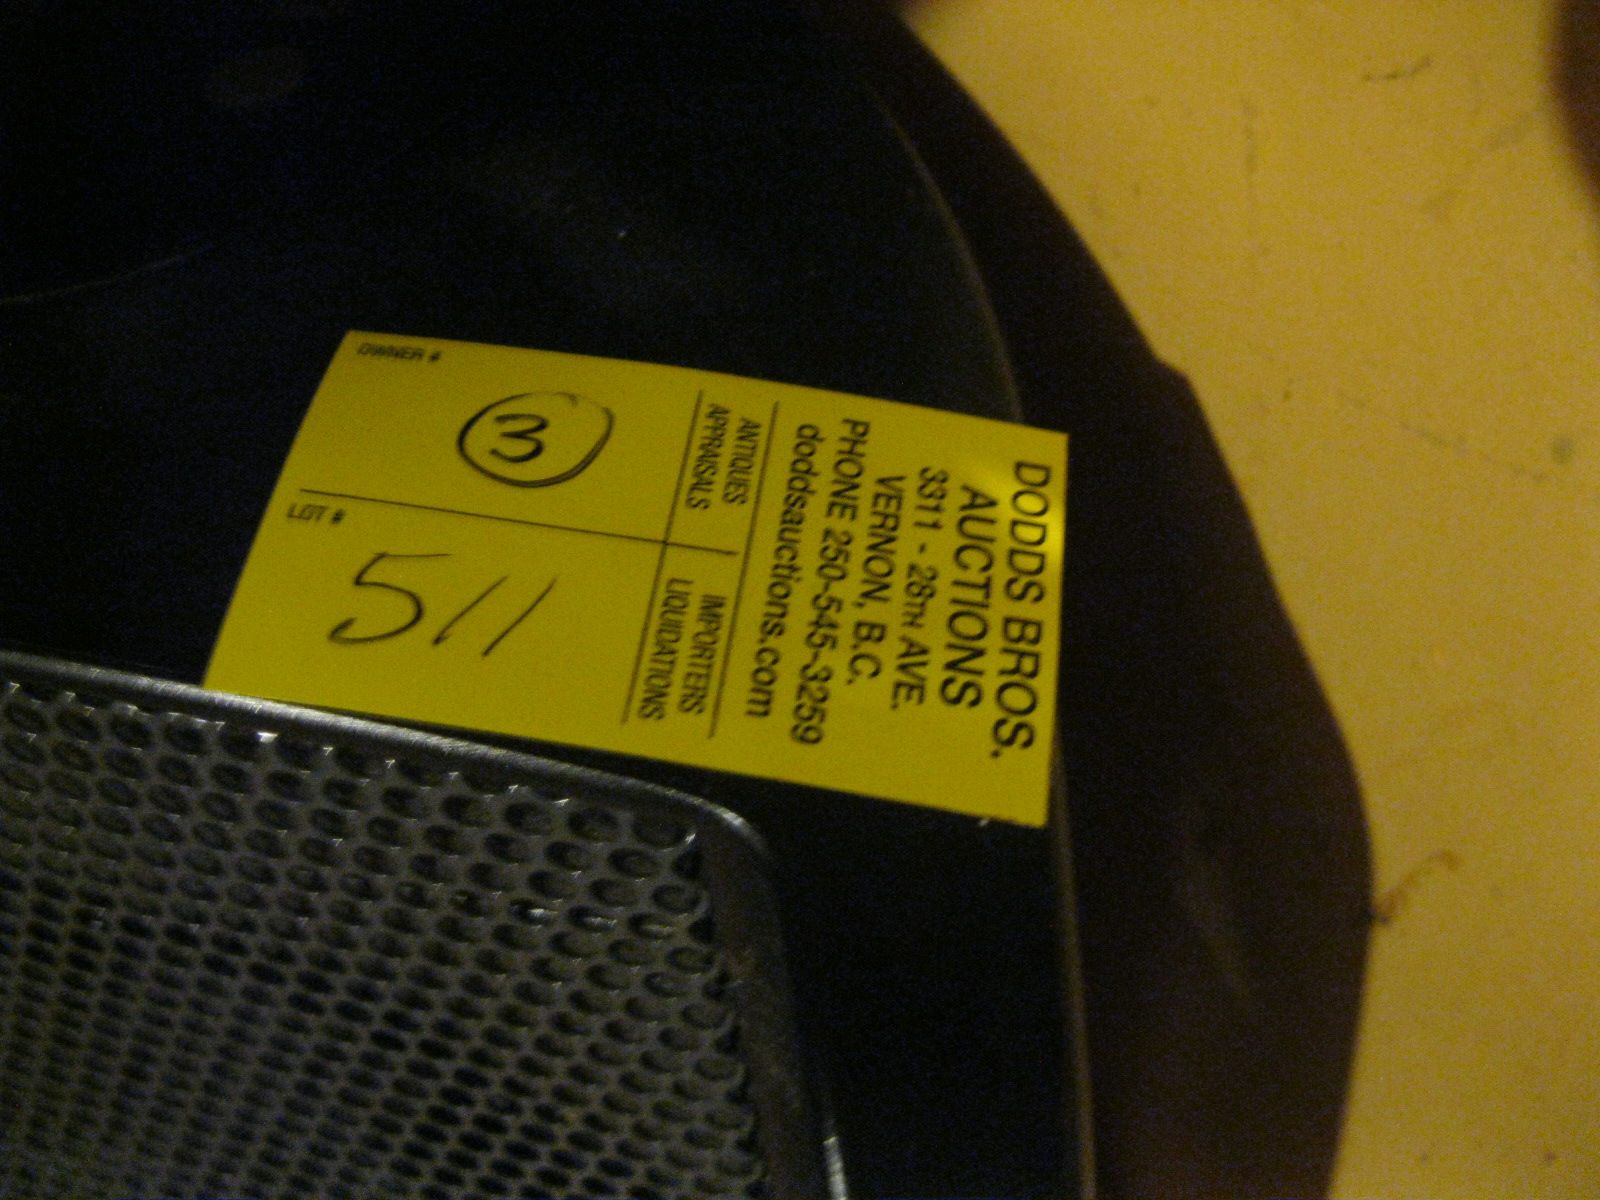 DODDS BROS.
AUCTIONS
3311 - 28TH AVE.
VERNON, B.C.
PHONE 250-545-3259
doddsauctions.com
ANTIQUES
APPRAISALS
IMPORTERS
LIQUIDATIONS
OWNER #
3
LOT #
511